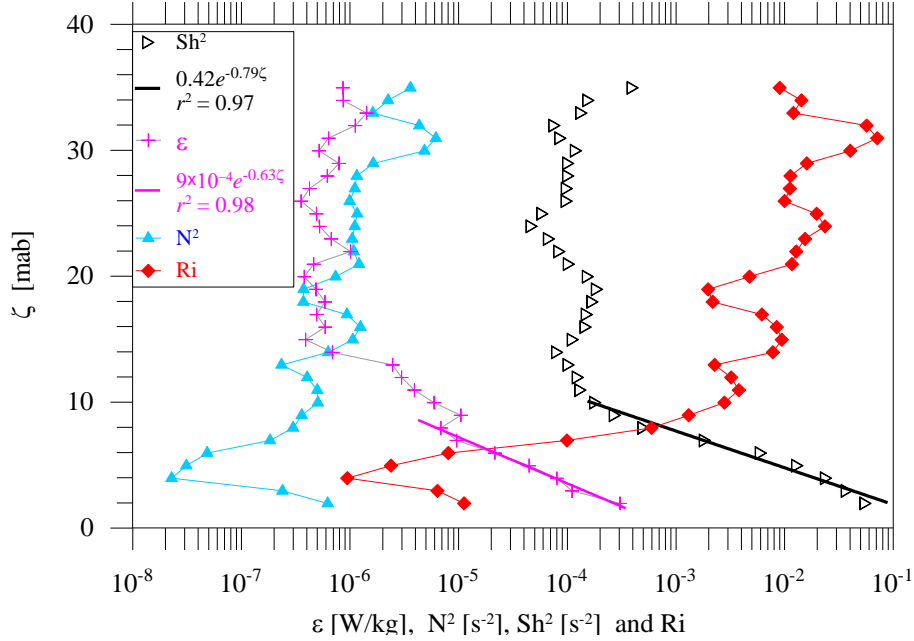 40
30
20
10
0
ζ [mab]
Sh²
0.42e^-0.79ζ
r² = 0.97
ε
9×10⁻⁴e^-0.63ζ
r² = 0.98
N²
Ri
10⁻⁸ 10⁻⁷ 10⁻⁶ 10⁻⁵ 10⁻⁴ 10⁻³ 10⁻² 10⁻¹
ε [W/kg], N² [s⁻²], Sh² [s⁻²] and Ri